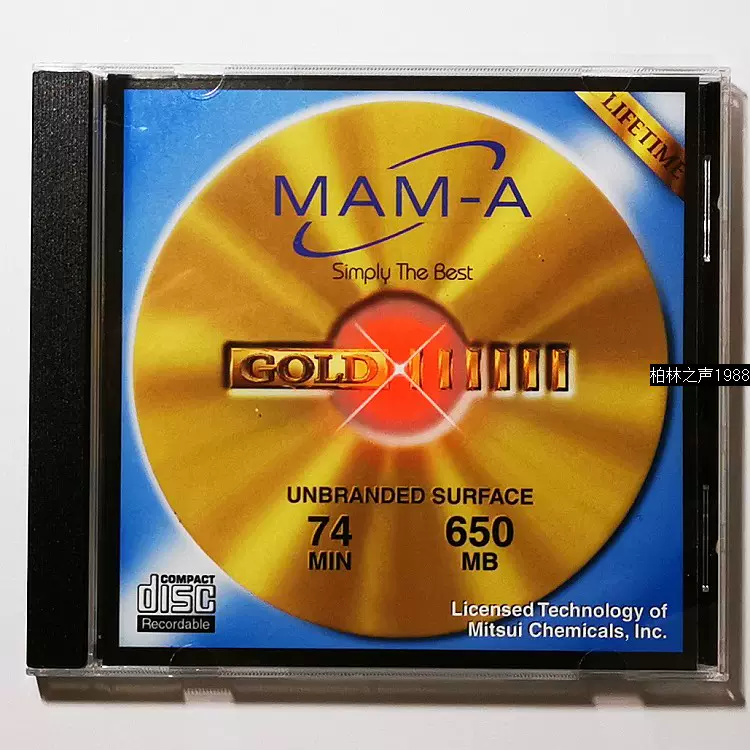 LIFETIME
MAM-A
Simply The Best
GOLD
柏林之声1988
UNBRANDED SURFACE
74 650
MIN MB
COMPACT
disc
Recordable
Licensed Technology of
Mitsui Chemicals, Inc.